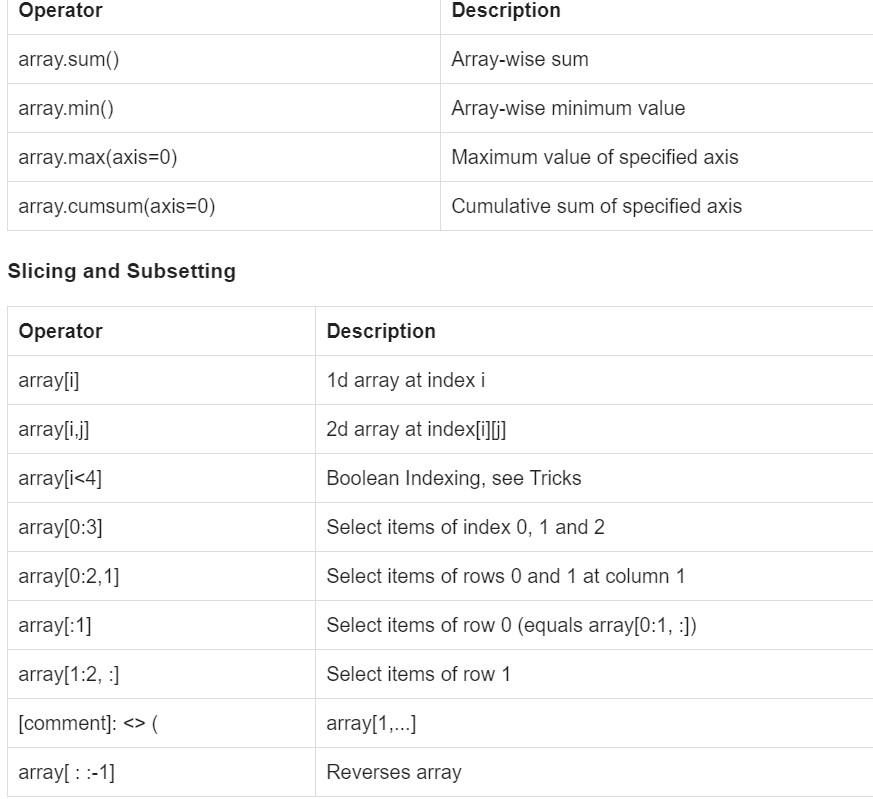 Operator Description
array.sum() Array-wise sum
array.min() Array-wise minimum value
array.max(axis=0) Maximum value of specified axis
array.cumsum(axis=0) Cumulative sum of specified axis
Slicing and Subsetting
Operator Description
array[i] 1d array at index i
array[i,j] 2d array at index[i][j]
array[i<4] Boolean Indexing, see Tricks
array[0:3] Select items of index 0, 1 and 2
array[0:2,1] Select items of rows 0 and 1 at column 1
array[:1] Select items of row 0 (equals array[0:1, :])
array[1:2, :] Select items of row 1
[comment]: <> ( array[1,...]
array[ : :-1] Reverses array